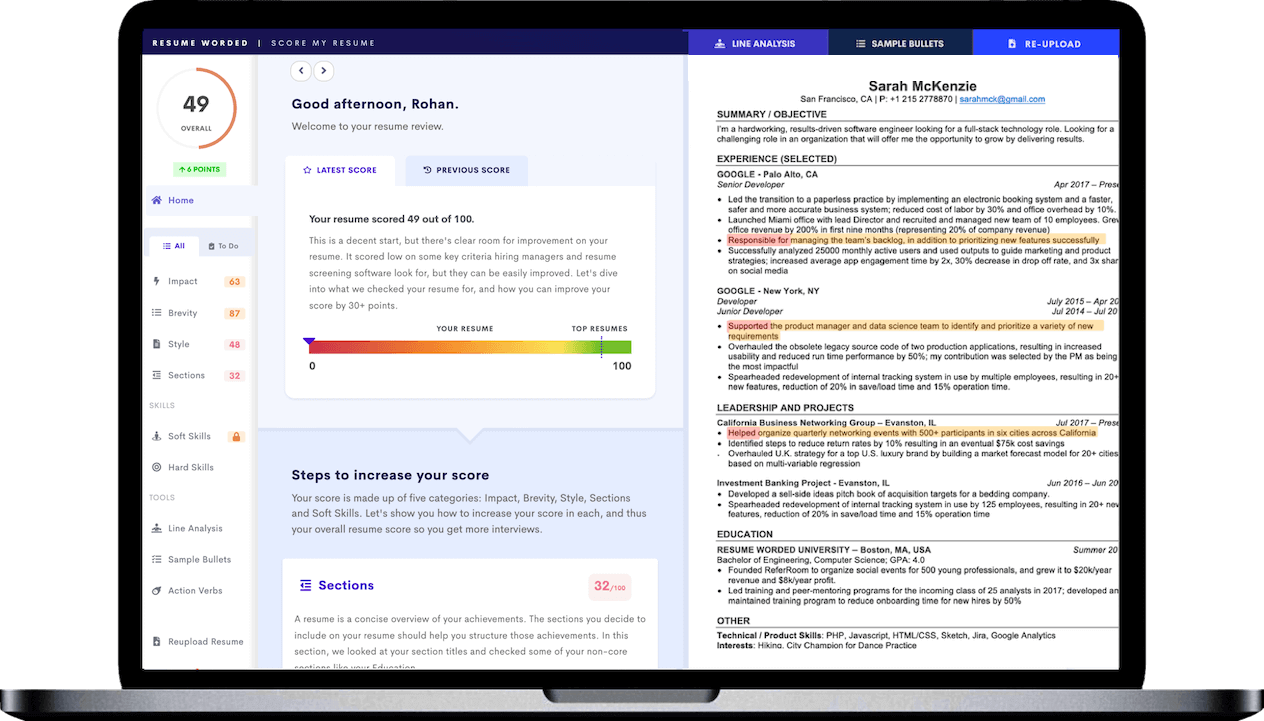 RESUME WORDED | SCORE MY RESUME
LINE ANALYSIS
SAMPLE BULLETS
RE-UPLOAD
49
OVERALL
6 POINTS
Home
All
To Do
Impact 63
Brevity 87
Style 48
Sections 32
SKILLS
Soft Skills
Hard Skills
TOOLS
Line Analysis
Sample Bullets
Action Verbs
Reupload Resume
Good afternoon, Rohan.
Welcome to your resume review.
LATEST SCORE
PREVIOUS SCORE
Your resume scored 49 out of 100.
This is a decent start, but there's clear room for improvement on your
resume. It scored low on some key criteria hiring managers and resume
screening software look for, but they can be easily improved. Let's dive
into what we checked your resume for, and how you can improve your
score by 30+ points.
YOUR RESUME
TOP RESUMES
0
100
Steps to increase your score
Your score is made up of five categories: Impact, Brevity, Style, Sections
and Soft Skills. Let's show you how to increase your score in each, and thus
your overall resume score so you get more interviews.
Sections
32/100
A resume is a concise overview of your achievements. The sections you decide to
include on your resume should help you structure those achievements. In this
section, we looked at your section titles and checked some of your non-core
sections like your Education
Sarah McKenzie
San Francisco, CA | P: +1 215 2778870 | sarahmck@gmail.com
SUMMARY / OBJECTIVE
I'm a hardworking, results-driven software engineer looking for a full-stack technology role. Looking for a
challenging role in an organization that will offer me the opportunity to grow by delivering results.
EXPERIENCE (SELECTED)
GOOGLE - Palo Alto, CA
Senior Developer Apr 2017 – Prese
• Led the transition to a paperless practice by implementing an electronic booking system and a faster,
safer and more accurate business system; reduced cost of labor by 30% and office overhead by 10%.
• Launched Miami office with lead Director and recruited and managed new team of 10 employees. Grew
office revenue by 200% in first nine months (representing 20% of company revenue)
• Responsible for managing the team's backlog, in addition to prioritizing new features successfully
• Successfully analyzed 25000 monthly active users and used outputs to guide marketing and product
strategies; increased average app engagement time by 2x, 30% decrease in drop off rate, and 3x shar
on social media
GOOGLE - New York, NY
Developer July 2015 – Apr 20
Junior Developer Jul 2014 – Jul 20
• Supported the product manager and data science team to identify and prioritize a variety of new
requirements
• Overhauled the obsolete legacy source code of two production applications, resulting in increased
usability and reduced run time performance by 50%; my contribution was selected by the PM as being
the most impactful
• Spearheaded redevelopment of internal tracking system in use by multiple employees, resulting in 20+
new features, reduction of 20% in save/load time and 15% operation time.
LEADERSHIP AND PROJECTS
California Business Networking Group – Evanston, IL Jul 2017 – Prese
• Helped organize quarterly networking events with 500+ participants in six cities across California
• Identified steps to reduce return rates by 10% resulting in an eventual $75k cost savings
. Overhauled U.K. strategy for a top U.S. luxury brand by building a market forecast model for 20+ cities
based on multi-variable regression
Investment Banking Project - Evanston, IL Jun 2016 – Jun 20
• Developed a sell-side ideas pitch book of acquisition targets for a bedding company.
• Spearheaded redevelopment of internal tracking system in use by 125 employees, resulting in 20+ new
features, reduction of 20% in save/load time and 15% operation time
EDUCATION
RESUME WORDED UNIVERSITY – Boston, MA, USA Summer 20
Bachelor of Engineering, Computer Science; GPA: 4.0
• Founded ReferRoom to organize social events for 500 young professionals, and grew it to $20k/year
revenue and $8k/year profit.
• Led training and peer-mentoring programs for the incoming class of 25 analysts in 2017; developed an
maintained training program to reduce onboarding time for new hires by 50%
OTHER
Technical / Product Skills: PHP, Javascript, HTML/CSS, Sketch, Jira, Google Analytics
Interests: Hiking, City Champion for Dance Practice